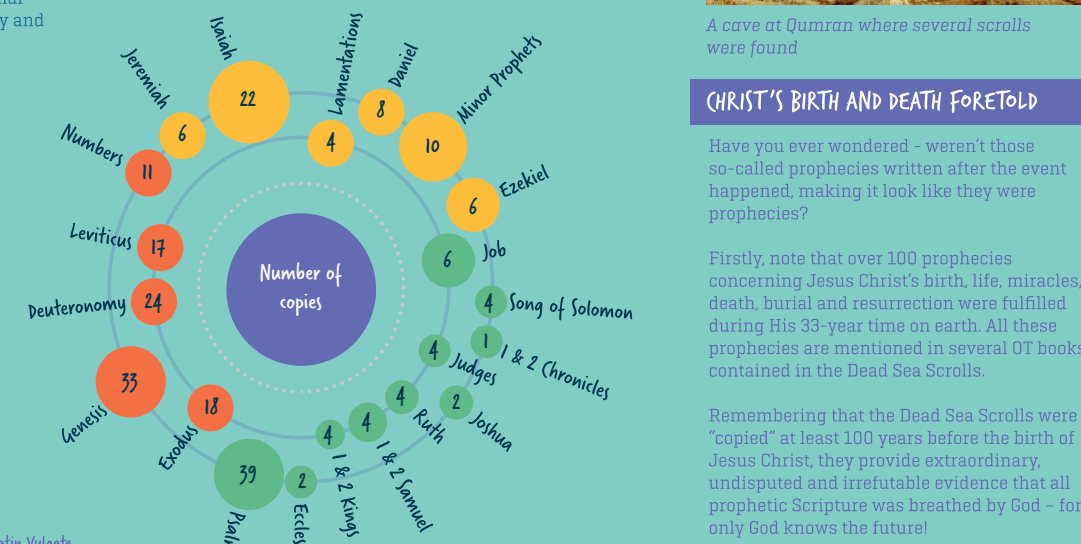 y and
Isaiah
22
Jeremiah
6
Numbers
11
Leviticus
17
Deuteronomy
24
Genesis
33
Exodus
18
Lamentations
4
Daniel
8
Minor Prophets
10
Ezekiel
6
Job
6
Song of Solomon
4
1 & 2 Chronicles
1
Judges
4
Joshua
2
Ruth
4
1 & 2 Samuel
4
1 & 2 Kings
4
Eccles
2
39
Number of
copies
A cave at Qumran where several scrolls
were found
CHRIST'S BIRTH AND DEATH FORETOLD
Have you ever wondered - weren't those
so-called prophecies written after the event
happened, making it look like they were
prophecies?
Firstly, note that over 100 prophecies
concerning Jesus Christ's birth, life, miracles,
death, burial and resurrection were fulfilled
during His 33-year time on earth. All these
prophecies are mentioned in several OT books
contained in the Dead Sea Scrolls.
Remembering that the Dead Sea Scrolls were
"copied" at least 100 years before the birth of
Jesus Christ, they provide extraordinary,
undisputed and irrefutable evidence that all
prophetic Scripture was breathed by God – for
only God knows the future!